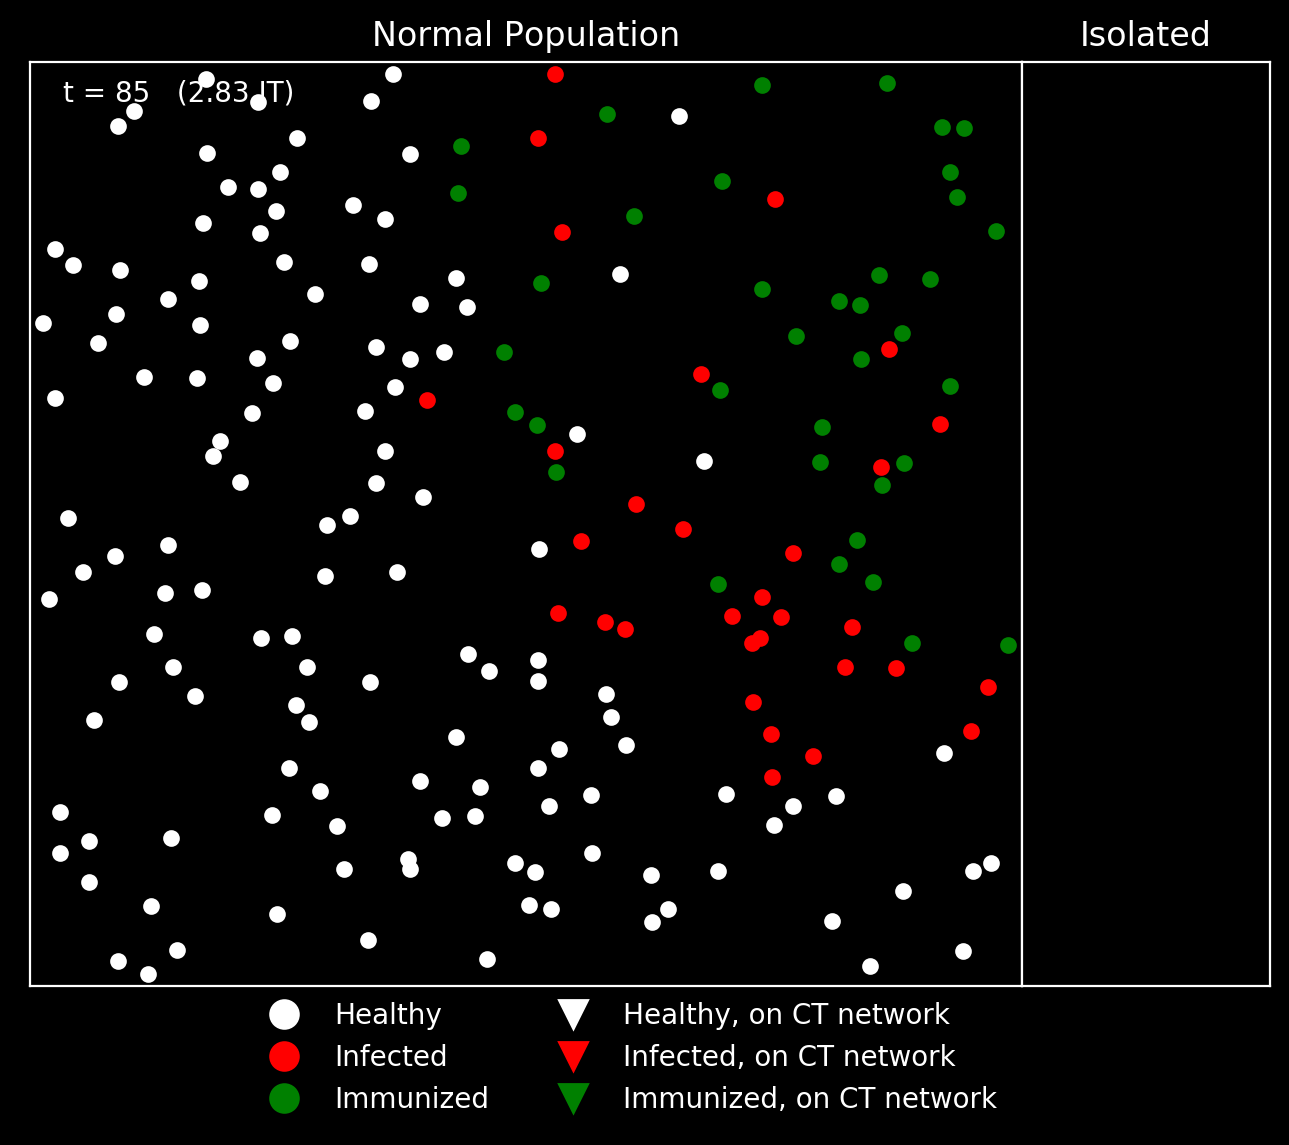 Normal Population
Isolated
t = 85   (2.83 IT)
Healthy
Infected
Immunized
Healthy, on CT network
Infected, on CT network
Immunized, on CT network